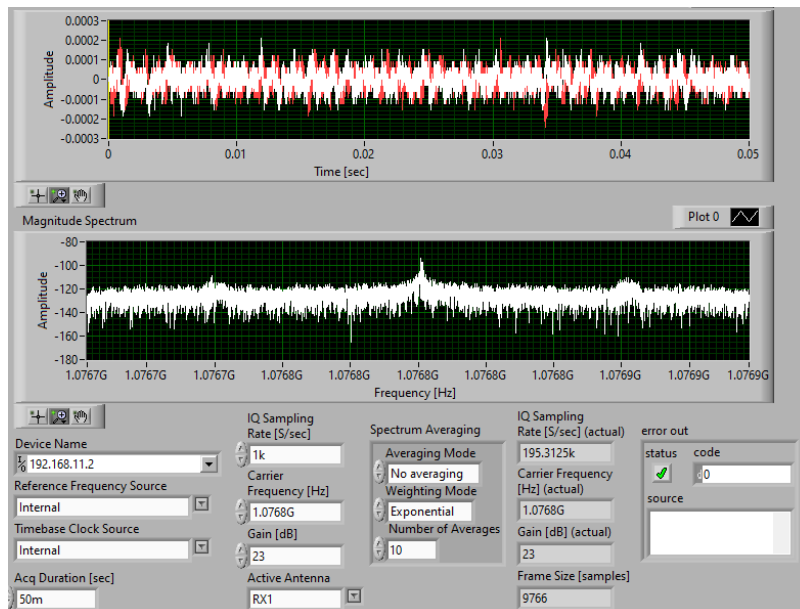 0.0003
0.0002
0.0001
0
-0.0001
-0.0002
-0.0003
Amplitude
0 0.01 0.02 0.03 0.04 0.05
Time [sec]
Magnitude Spectrum
Plot 0
-80
-100
-120
-140
-160
-180
Amplitude
1.0767G 1.0767G 1.0767G 1.0768G 1.0768G 1.0768G 1.0768G 1.0769G 1.0769G 1.0769G 1.0769G
Frequency [Hz]
Device Name
192.168.11.2
Reference Frequency Source
Internal
Timebase Clock Source
Internal
Acq Duration [sec]
50m
IQ Sampling
Rate [S/sec]
1k
Carrier
Frequency [Hz]
1.0768G
Gain [dB]
23
Active Antenna
RX1
Spectrum Averaging
Averaging Mode
No averaging
Weighting Mode
Exponential
Number of Averages
10
IQ Sampling
Rate [S/sec] (actual)
195.3125k
Carrier Frequency
[Hz] (actual)
1.0768G
Gain [dB] (actual)
23
Frame Size [samples]
9766
error out
status code
0
source